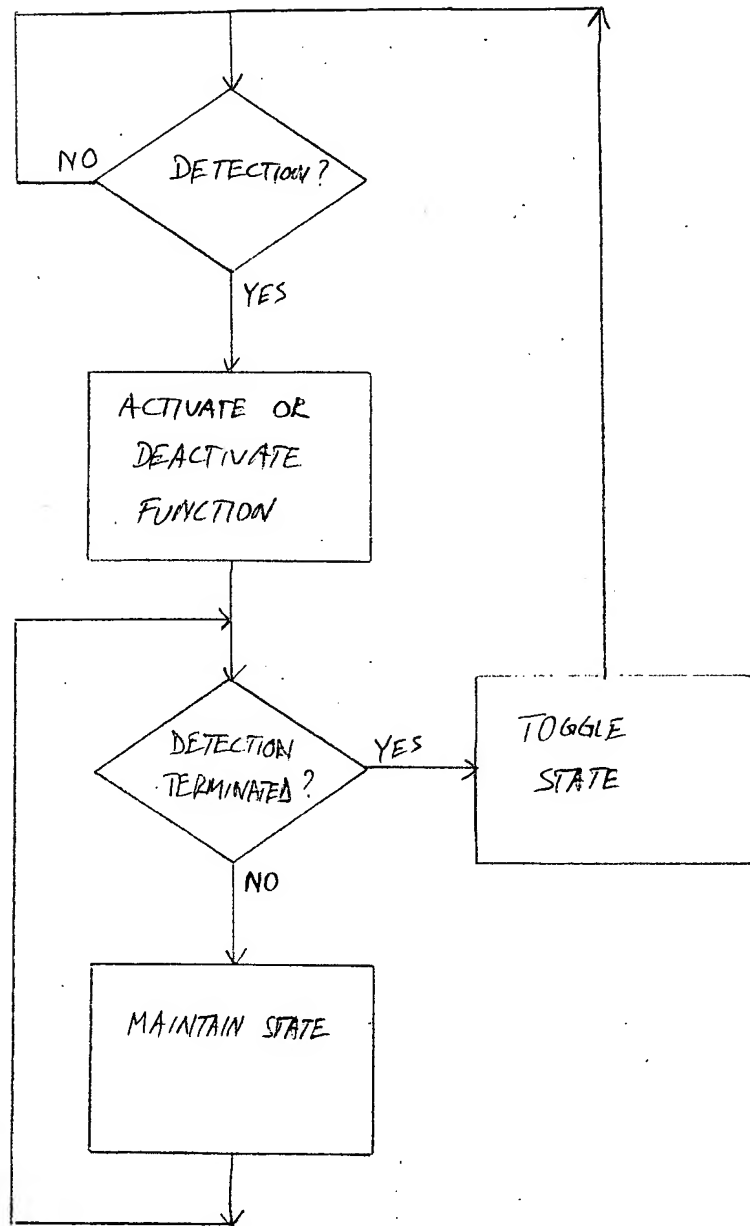 NO
DETECTION?
YES
ACTIVATE OR
DEACTIVATE
FUNCTION
DETECTION
TERMINATED?
YES
TOGGLE
STATE
NO
MAINTAIN STATE